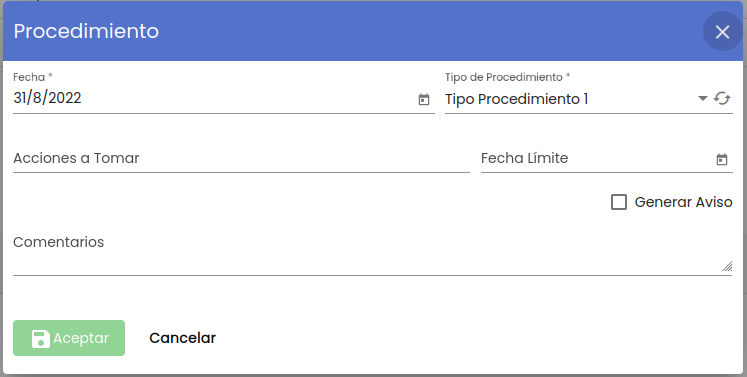 Procedimiento
Fecha *
Tipo de Procedimiento *
31/8/2022
Tipo Procedimiento 1
Acciones a Tomar
Fecha Límite
Generar Aviso
Comentarios
Aceptar
Cancelar